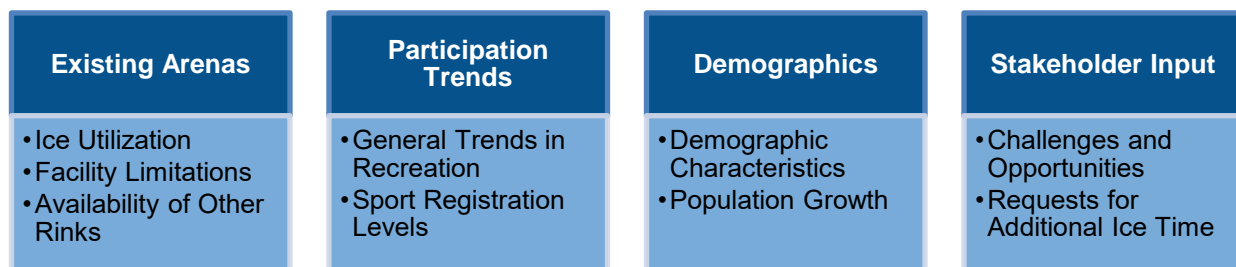 Existing Arenas
•Ice Utilization
•Facility Limitations
•Availability of Other
Rinks
Participation
Trends
•General Trends in
Recreation
•Sport Registration
Levels
Demographics
•Demographic
Characteristics
•Population Growth
Stakeholder Input
•Challenges and
Opportunities
•Requests for
Additional Ice Time